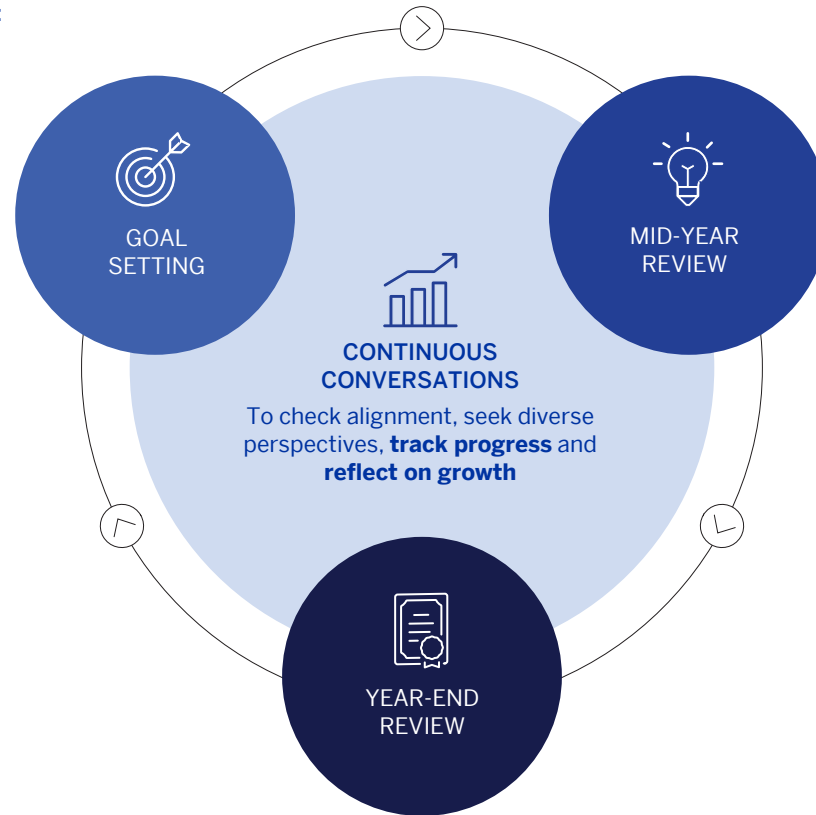 GOAL
SETTING
MID-YEAR
REVIEW
CONTINUOUS
CONVERSATIONS
To check alignment, seek diverse
perspectives, track progress and
reflect on growth
YEAR-END
REVIEW